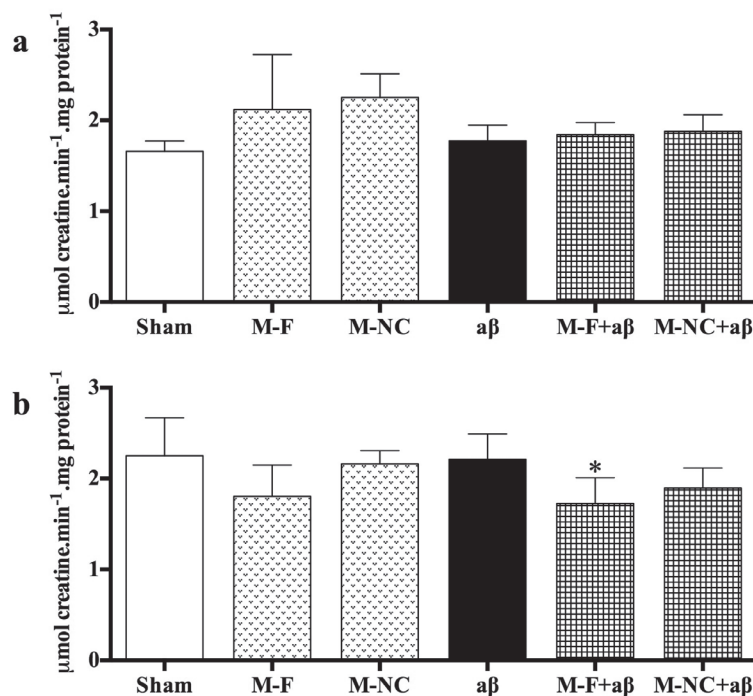 a
μmol creatine.min⁻¹.mg protein⁻¹
3
2
1
0
Sham M-F M-NC aβ M-F+aβ M-NC+aβ
b
μmol creatine.min⁻¹.mg protein⁻¹
3
2
1
0
*
Sham M-F M-NC aβ M-F+aβ M-NC+aβ